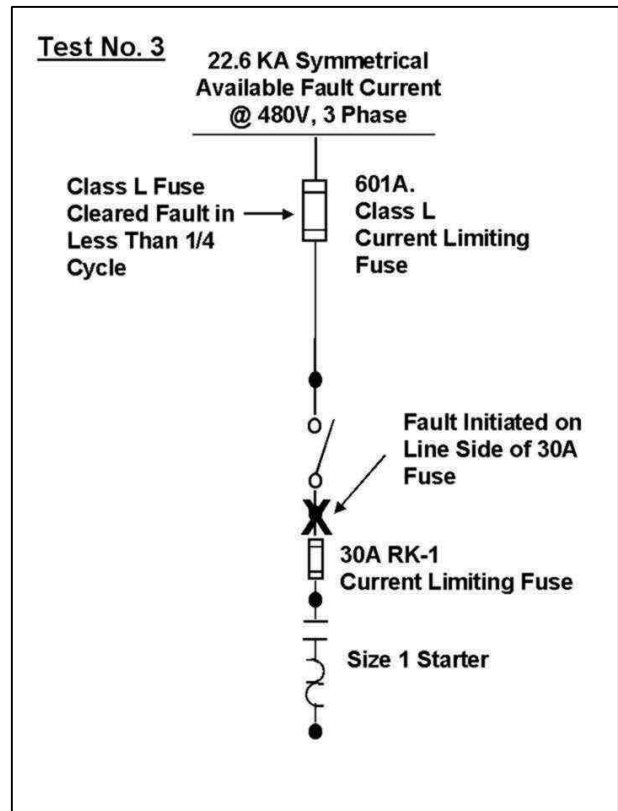 Test No. 3
22.6 KA Symmetrical
Available Fault Current
@ 480V, 3 Phase
Class L Fuse
Cleared Fault in
Less Than 1/4
Cycle
601A.
Class L
Current Limiting
Fuse
Fault Initiated on
Line Side of 30A
Fuse
X
30A RK-1
Current Limiting Fuse
Size 1 Starter